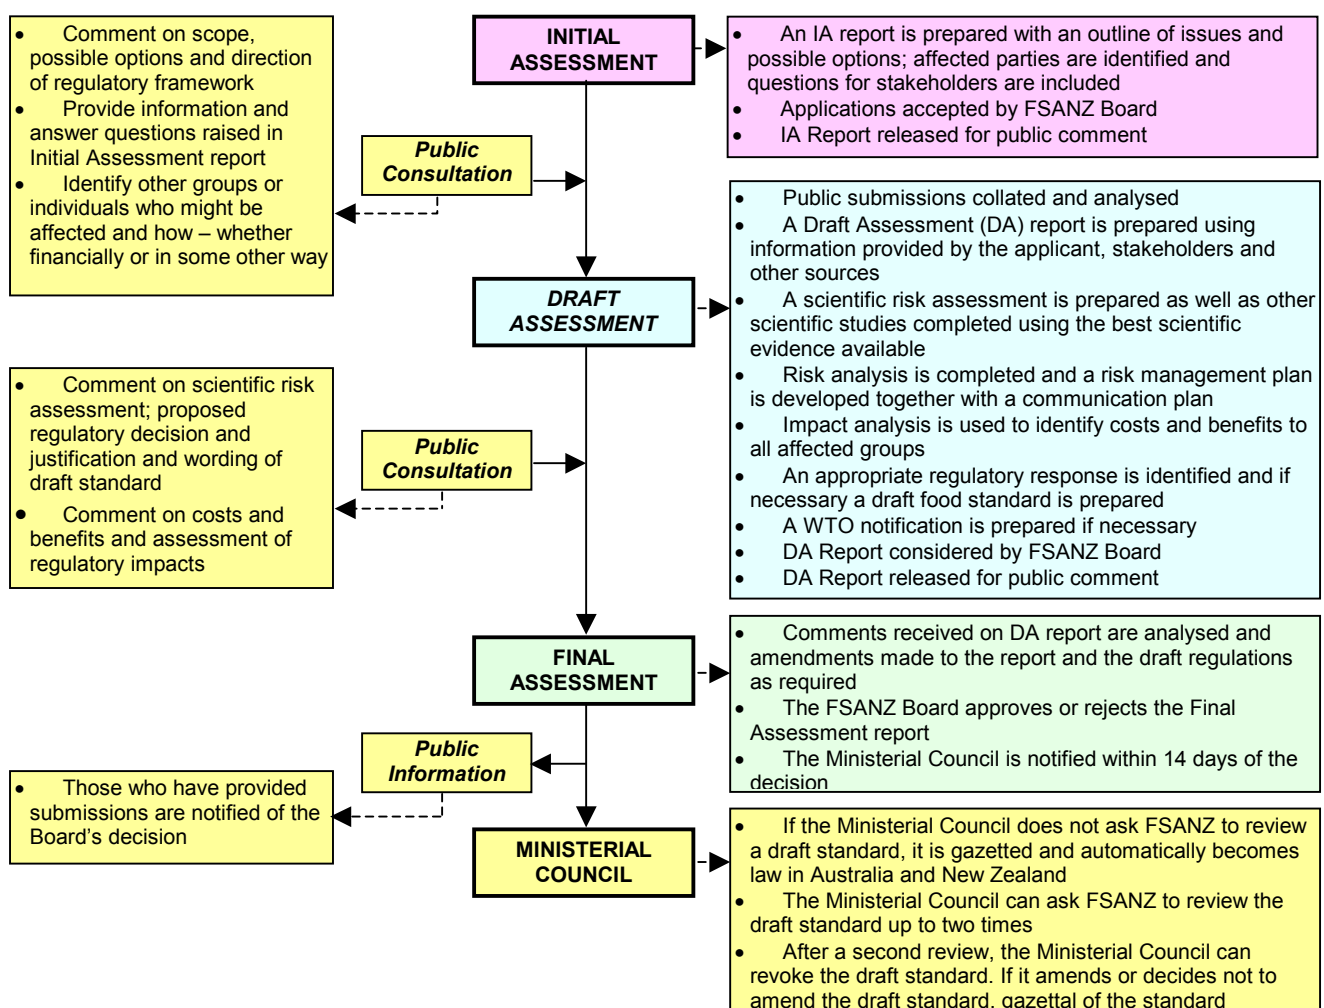 • Comment on scope,
possible options and direction
of regulatory framework
• Provide information and
answer questions raised in
Initial Assessment report
• Identify other groups or
individuals who might be
affected and how – whether
financially or in some other way
INITIAL
ASSESSMENT
• An IA report is prepared with an outline of issues and
possible options; affected parties are identified and
questions for stakeholders are included
• Applications accepted by FSANZ Board
• IA Report released for public comment
Public
Consultation
DRAFT
ASSESSMENT
• Public submissions collated and analysed
• A Draft Assessment (DA) report is prepared using
information provided by the applicant, stakeholders and
other sources
• A scientific risk assessment is prepared as well as other
scientific studies completed using the best scientific
evidence available
• Risk analysis is completed and a risk management plan
is developed together with a communication plan
• Impact analysis is used to identify costs and benefits to
all affected groups
• An appropriate regulatory response is identified and if
necessary a draft food standard is prepared
• A WTO notification is prepared if necessary
• DA Report considered by FSANZ Board
• DA Report released for public comment
• Comment on scientific risk
assessment; proposed
regulatory decision and
justification and wording of
draft standard
• Comment on costs and
benefits and assessment of
regulatory impacts
Public
Consultation
FINAL
ASSESSMENT
• Comments received on DA report are analysed and
amendments made to the report and the draft regulations
as required
• The FSANZ Board approves or rejects the Final
Assessment report
• The Ministerial Council is notified within 14 days of the
decision
Public
Information
• Those who have provided
submissions are notified of the
Board's decision
MINISTERIAL
COUNCIL
• If the Ministerial Council does not ask FSANZ to review
a draft standard, it is gazetted and automatically becomes
law in Australia and New Zealand
• The Ministerial Council can ask FSANZ to review the
draft standard up to two times
• After a second review, the Ministerial Council can
revoke the draft standard. If it amends or decides not to
amend the draft standard, gazettal of the standard